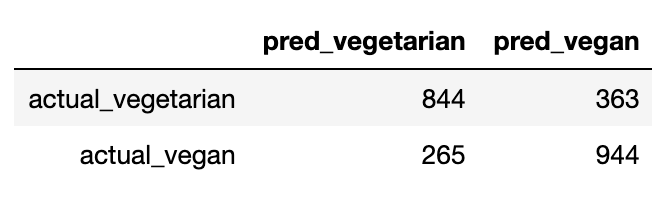 pred_vegetarian pred_vegan
actual_vegetarian 844 363
actual_vegan 265 944